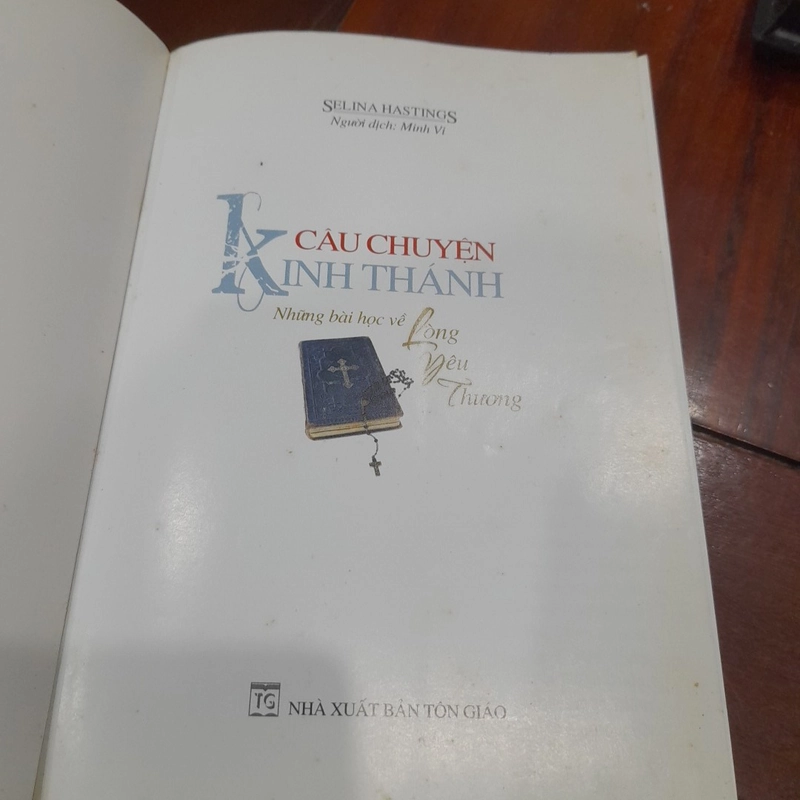 SELINA HASTINGS
Người dịch: Minh Vi
CÂU CHUYỆN
KINH THÁNH
Những bài học về Lòng
Yêu
Thương
TG NHÀ XUẤT BẢN TÔN GIÁO